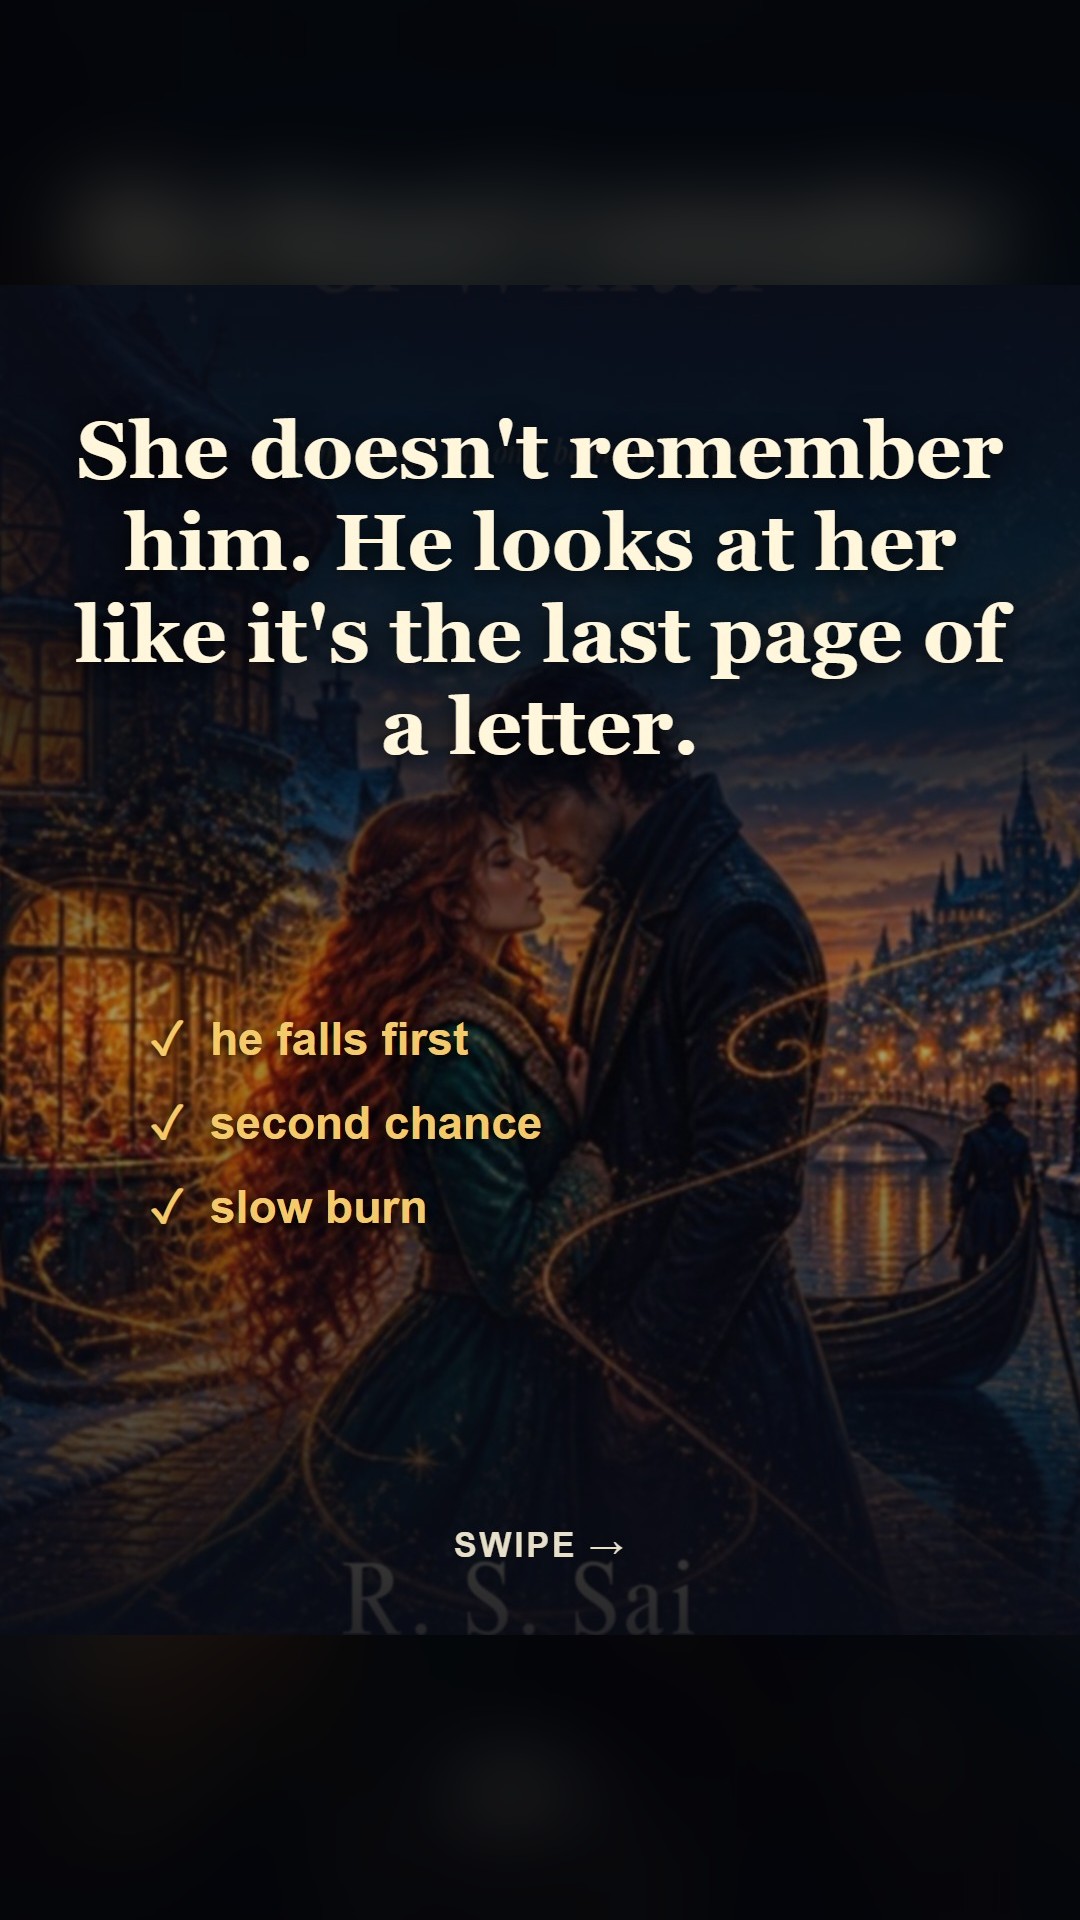 She doesn't remember
him. He looks at her
like it's the last page of
a letter.
✓ he falls first
✓ second chance
✓ slow burn
SWIPE →
R. S. Sai